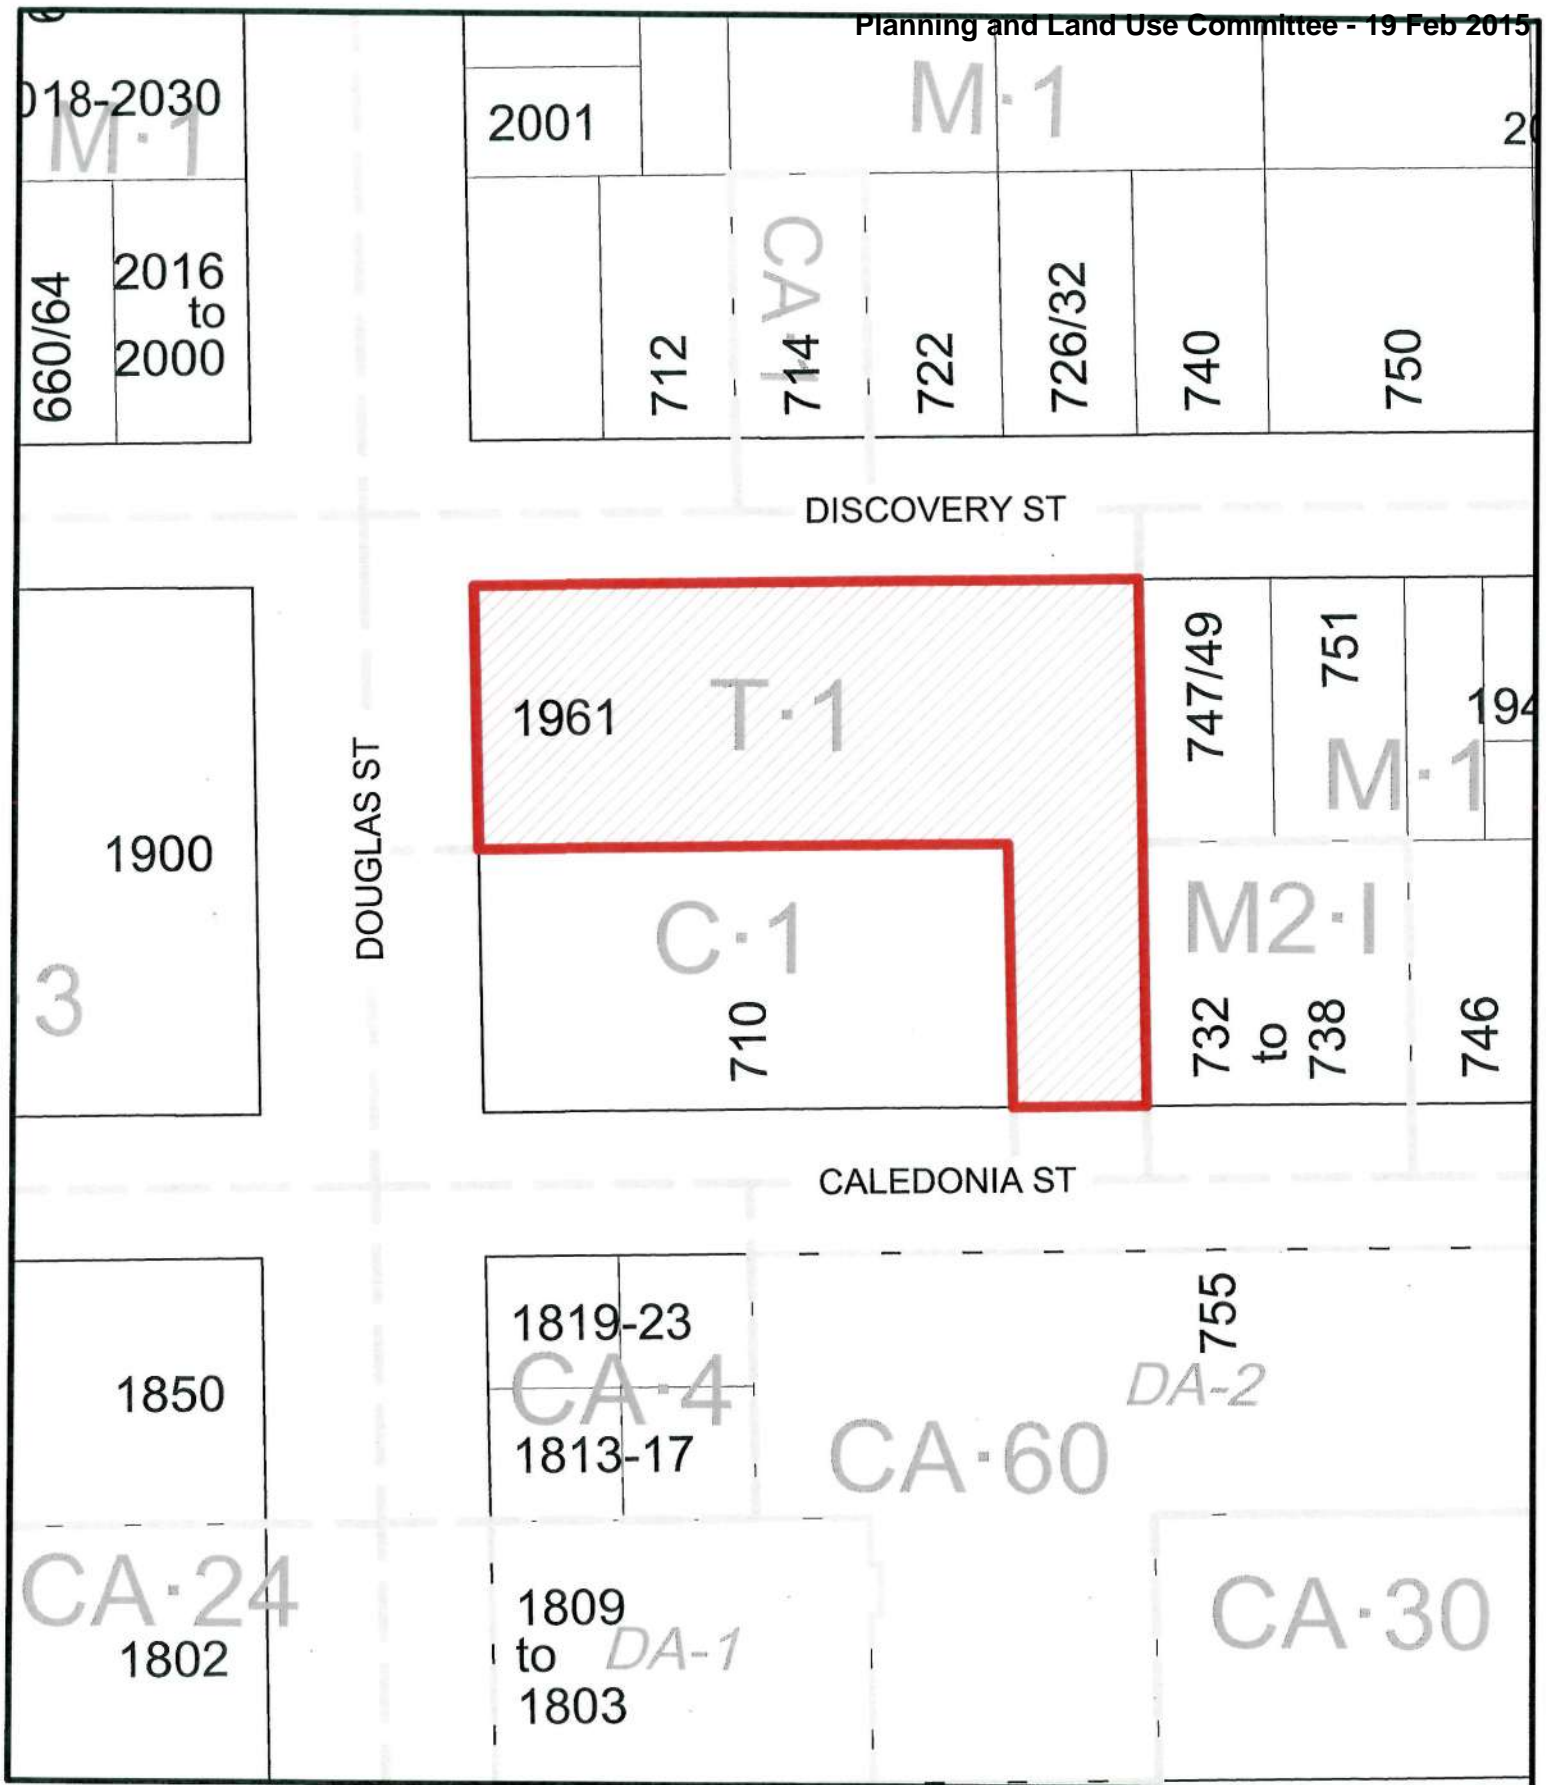 Planning and Land Use Committee - 19 Feb 2015
018-2030
M·1
2001
M·1
660/64
2016
to
2000
712
CA·1
714
722
726/32
740
750
DISCOVERY ST
1961
T·1
747/49
751
M·1
1900
DOUGLAS ST
C·1
710
M2·I
732
to
738
746
3
CALEDONIA ST
1819-23
CA·4
1813-17
1850
755
DA-2
CA·60
CA·24
1802
1809
to
1803
DA-1
CA·30